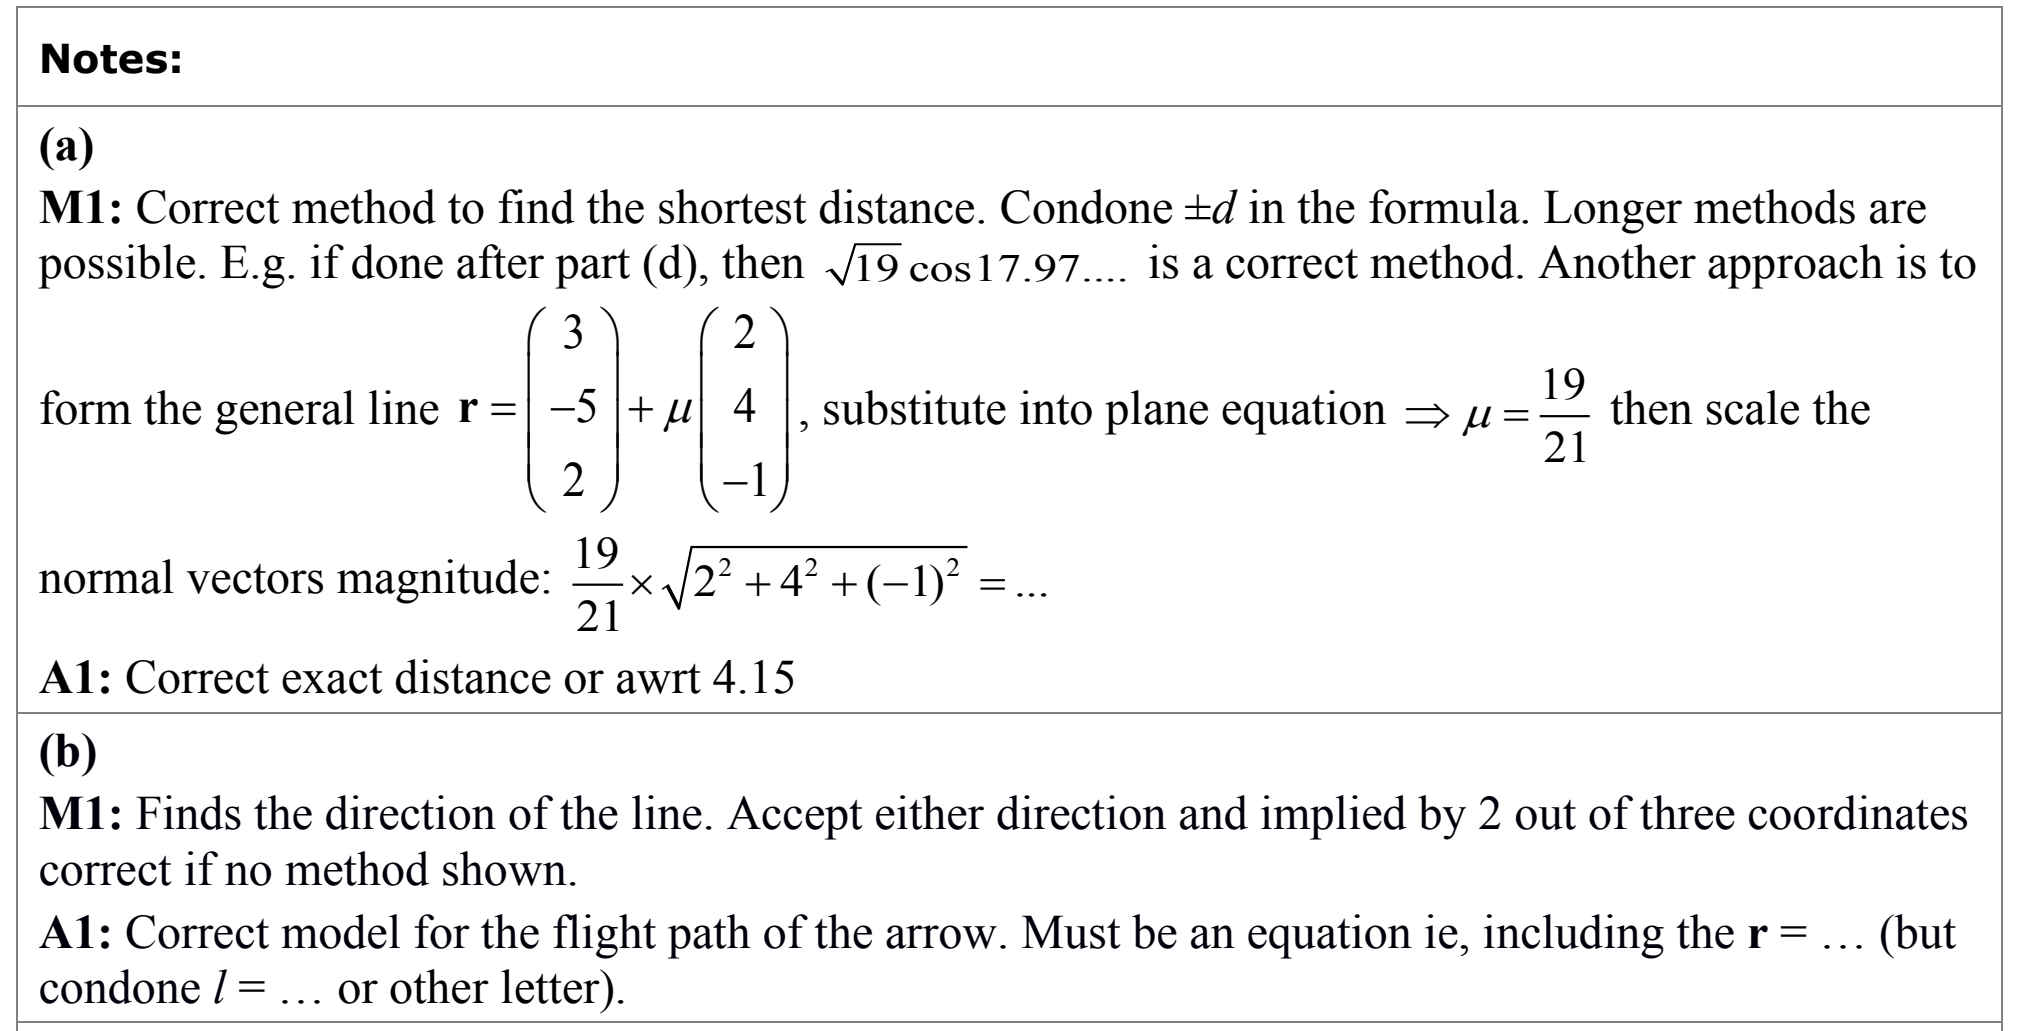 Notes:
(a)
M1: Correct method to find the shortest distance. Condone ±d in the formula. Longer methods are
possible. E.g. if done after part (d), then √19 cos17.97.... is a correct method. Another approach is to
form the general line r = (3, −5, 2) + μ(2, 4, −1), substitute into plane equation ⇒ μ = 19/21 then scale the
normal vectors magnitude: 19/21 × √(2² + 4² + (−1)²) = ...
A1: Correct exact distance or awrt 4.15
(b)
M1: Finds the direction of the line. Accept either direction and implied by 2 out of three coordinates
correct if no method shown.
A1: Correct model for the flight path of the arrow. Must be an equation ie, including the r = … (but
condone l = … or other letter).